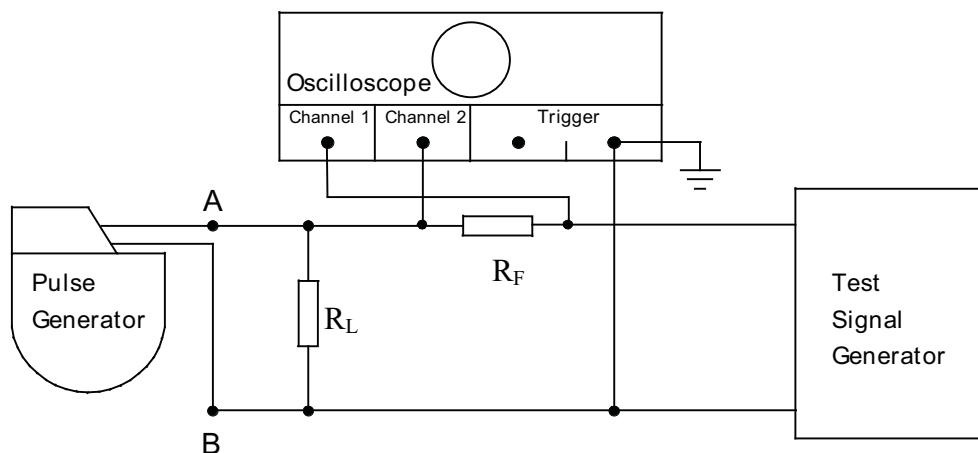 Oscilloscope
Channel 1
Channel 2
Trigger
A
Pulse
Generator
R_L
R_F
Test
Signal
Generator
B